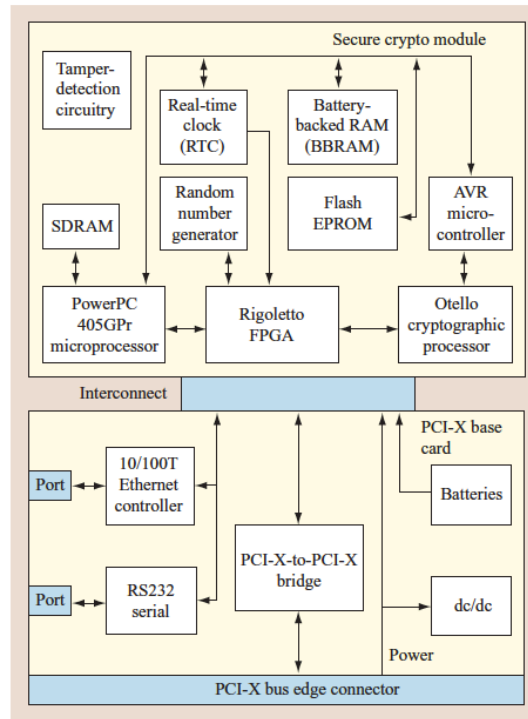 Secure crypto module
Tamper-
detection
circuitry
Real-time
clock
(RTC)
Battery-
backed RAM
(BBRAM)
Random
number
generator
Flash
EPROM
AVR
micro-
controller
SDRAM
PowerPC
405GPr
microprocessor
Rigoletto
FPGA
Otello
cryptographic
processor
Interconnect
PCI-X base
card
Port
10/100T
Ethernet
controller
Batteries
PCI-X-to-PCI-X
bridge
Port
RS232
serial
dc/dc
Power
PCI-X bus edge connector